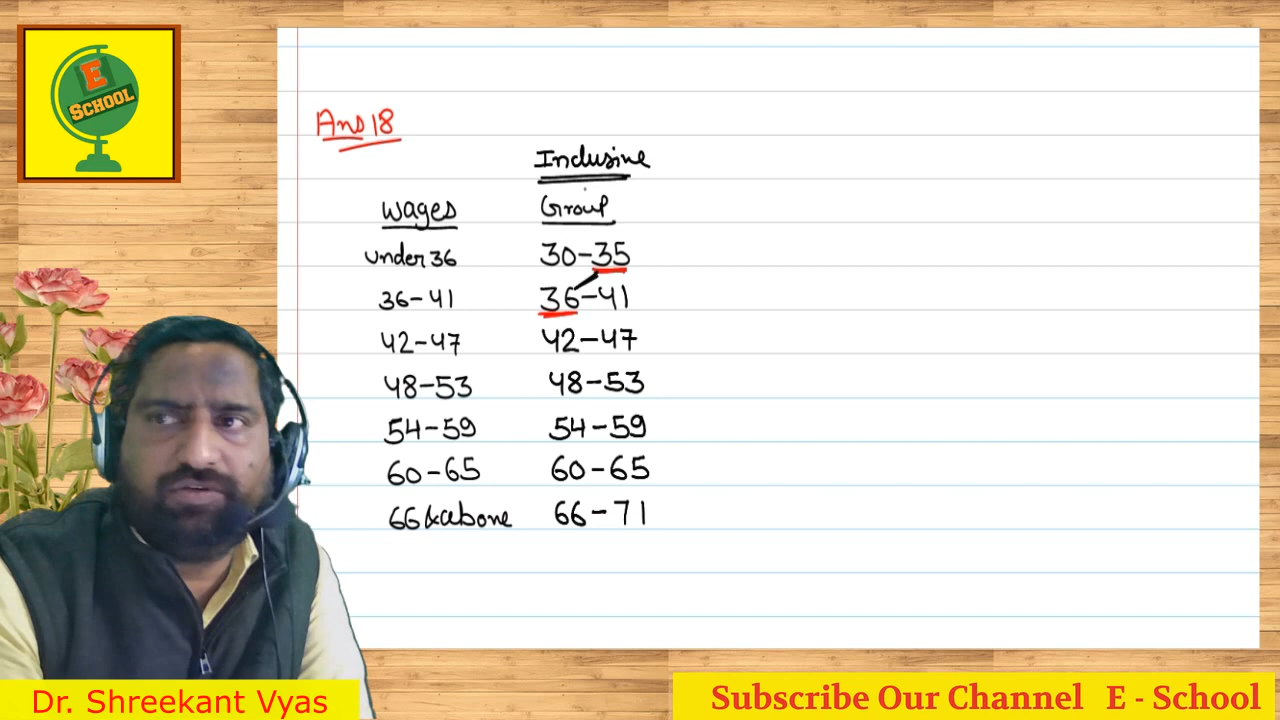 E
SCHOOL
Ans 18
Inclusive
Wages Group
under 36 30-35
36-41 36-41
42-47 42-47
48-53 48-53
54-59 54-59
60-65 60-65
66 & above 66-71
Dr. Shreekant Vyas
Subscribe Our Channel E - School